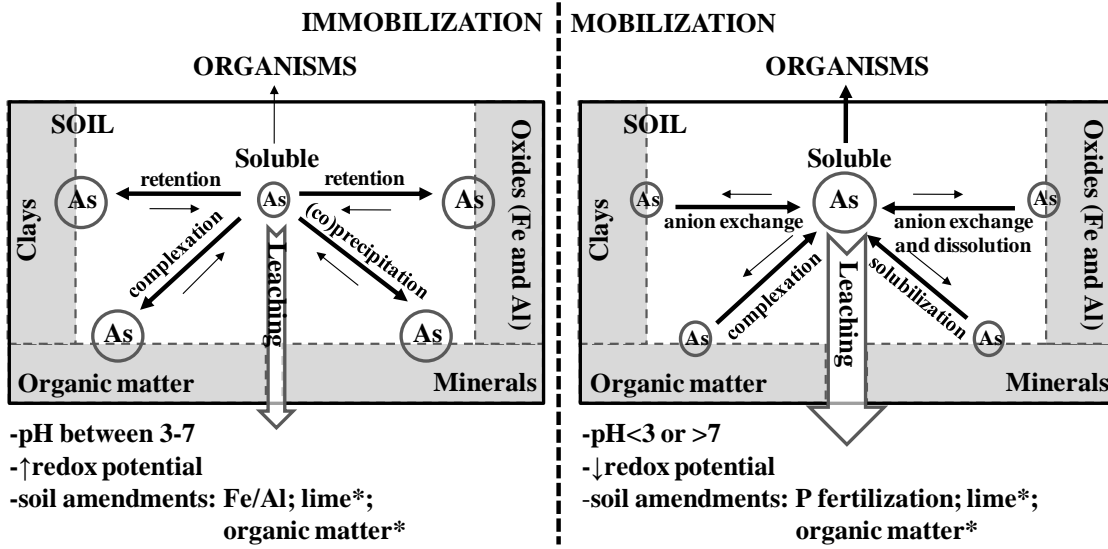 IMMOBILIZATION
ORGANISMS
SOIL
Soluble
Clays
Oxides (Fe and Al)
As
retention
As
retention
As
complexation
(co)precipitation
Leaching
As
As
Organic matter
Minerals
-pH between 3-7
-↑redox potential
-soil amendments: Fe/Al; lime*;
organic matter*
MOBILIZATION
ORGANISMS
SOIL
Soluble
Clays
Oxides (Fe and Al)
As
As
As
anion exchange
anion exchange
and dissolution
complexation
solubilization
Leaching
As
As
Organic matter
Minerals
-pH<3 or >7
-↓redox potential
-soil amendments: P fertilization; lime*;
organic matter*